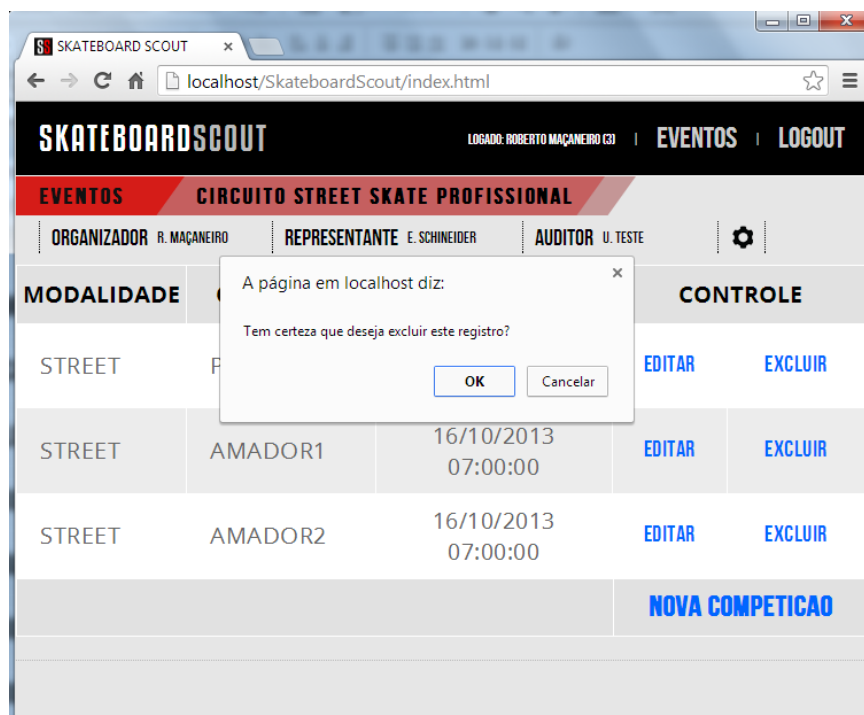 SKATEBOARD SCOUT
localhost/SkateboardScout/index.html
SKATEBOARDSCOUT LOGADO: ROBERTO MAÇANEIRO (3) EVENTOS LOGOUT
EVENTOS CIRCUITO STREET SKATE PROFISSIONAL
ORGANIZADOR R. MAÇANEIRO REPRESENTANTE E. SCHINEIDER AUDITOR U. TESTE
A página em localhost diz:
Tem certeza que deseja excluir este registro?
OK Cancelar
MODALIDADE CONTROLE
STREET P EDITAR EXCLUIR
STREET AMADOR1 16/10/2013 07:00:00 EDITAR EXCLUIR
STREET AMADOR2 16/10/2013 07:00:00 EDITAR EXCLUIR
NOVA COMPETICAO